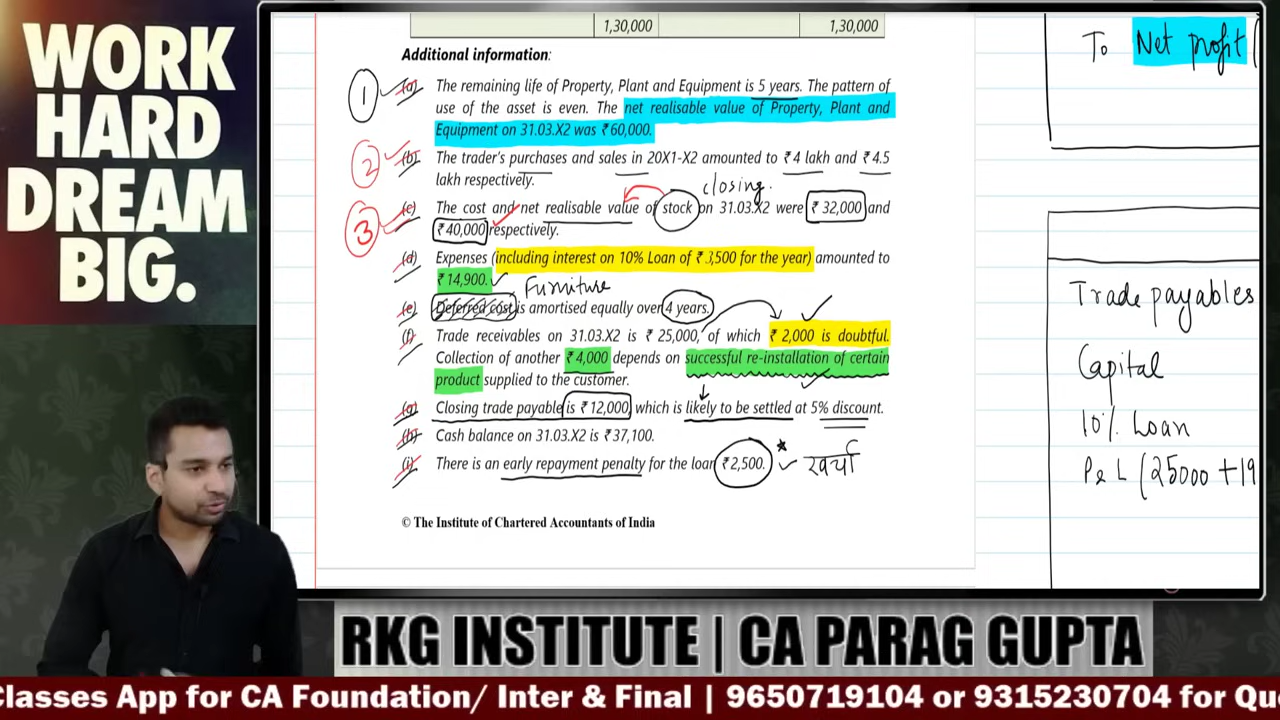 WORK
HARD
DREAM
BIG.
1,30,000 1,30,000
Additional information:
1 (a) The remaining life of Property, Plant and Equipment is 5 years. The pattern of
use of the asset is even. The net realisable value of Property, Plant and
Equipment on 31.03.X2 was ₹ 60,000.
2 (b) The trader's purchases and sales in 20X1-X2 amounted to ₹ 4 lakh and ₹ 4.5
lakh respectively.
closing.
3 (c) The cost and net realisable value of stock on 31.03.X2 were ₹ 32,000 and
₹ 40,000 respectively.
(d) Expenses (including interest on 10% Loan of ₹ 3,500 for the year) amounted to
₹ 14,900.
Furniture
(e) Deferred cost is amortised equally over 4 years.
(f) Trade receivables on 31.03.X2 is ₹ 25,000, of which ₹ 2,000 is doubtful.
Collection of another ₹ 4,000 depends on successful re-installation of certain
product supplied to the customer.
(g) Closing trade payable is ₹ 12,000, which is likely to be settled at 5% discount.
(h) Cash balance on 31.03.X2 is ₹ 37,100.
(i) There is an early repayment penalty for the loan ₹ 2,500. * खर्चा
© The Institute of Chartered Accountants of India
To Net profit (
Trade payables
Capital
10% Loan
P&L (25000 + 19
RKG INSTITUTE | CA PARAG GUPTA
Classes App for CA Foundation/ Inter & Final | 9650719104 or 9315230704 for Qu